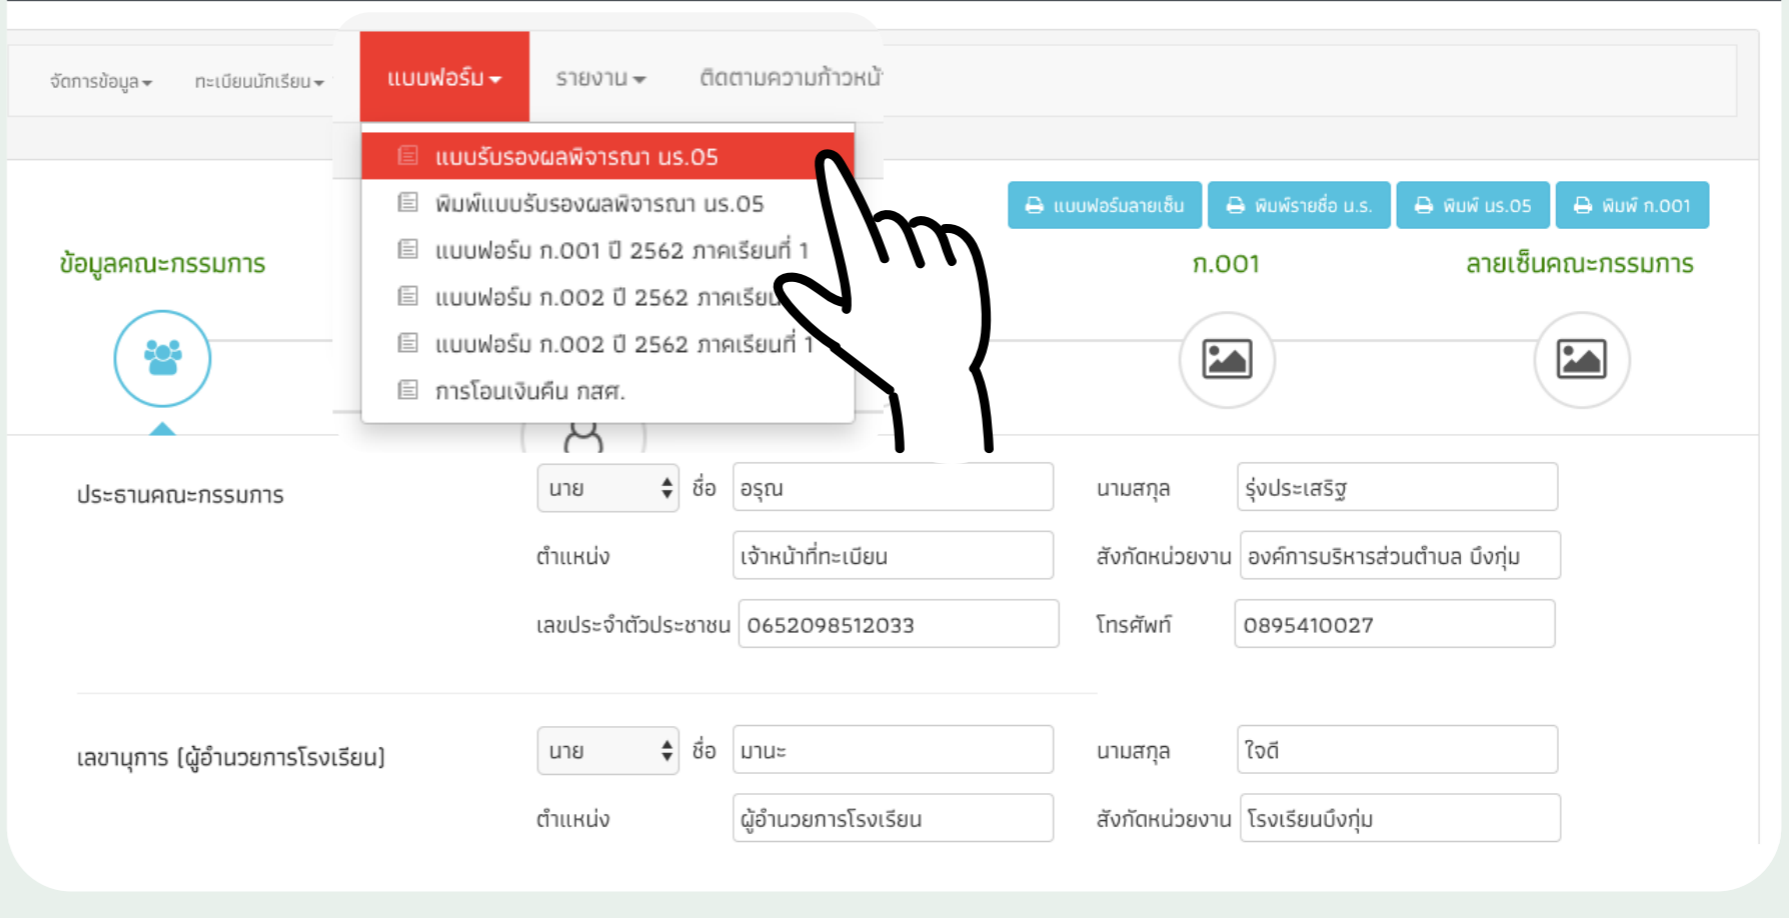 จัดการข้อมูล
ทะเบียนนักเรียน
แบบฟอร์ม
รายงาน
ติดตามความก้าวหน้
แบบรับรองผลพิจารณา นร.05
พิมพ์แบบรับรองผลพิจารณา นร.05
แบบฟอร์ม ก.001 ปี 2562 ภาคเรียนที่ 1
แบบฟอร์ม ก.002 ปี 2562 ภาคเรียน
แบบฟอร์ม ก.002 ปี 2562 ภาคเรียนที่ 1
การโอนเงินคืน กสศ.
แบบฟอร์มลายเซ็น
พิมพ์รายชื่อ น.ร.
พิมพ์ นร.05
พิมพ์ ก.001
ข้อมูลคณะกรรมการ
ก.001
ลายเซ็นคณะกรรมการ
ประธานคณะกรรมการ
นาย ชื่อ อรุณ นามสกุล รุ่งประเสริฐ
ตำแหน่ง เจ้าหน้าที่ทะเบียน สังกัดหน่วยงาน องค์การบริหารส่วนตำบล บึงกุ่ม
เลขประจำตัวประชาชน 0652098512033 โทรศัพท์ 0895410027
เลขานุการ (ผู้อำนวยการโรงเรียน)
นาย ชื่อ มานะ นามสกุล ใจดี
ตำแหน่ง ผู้อำนวยการโรงเรียน สังกัดหน่วยงาน โรงเรียนบึงกุ่ม